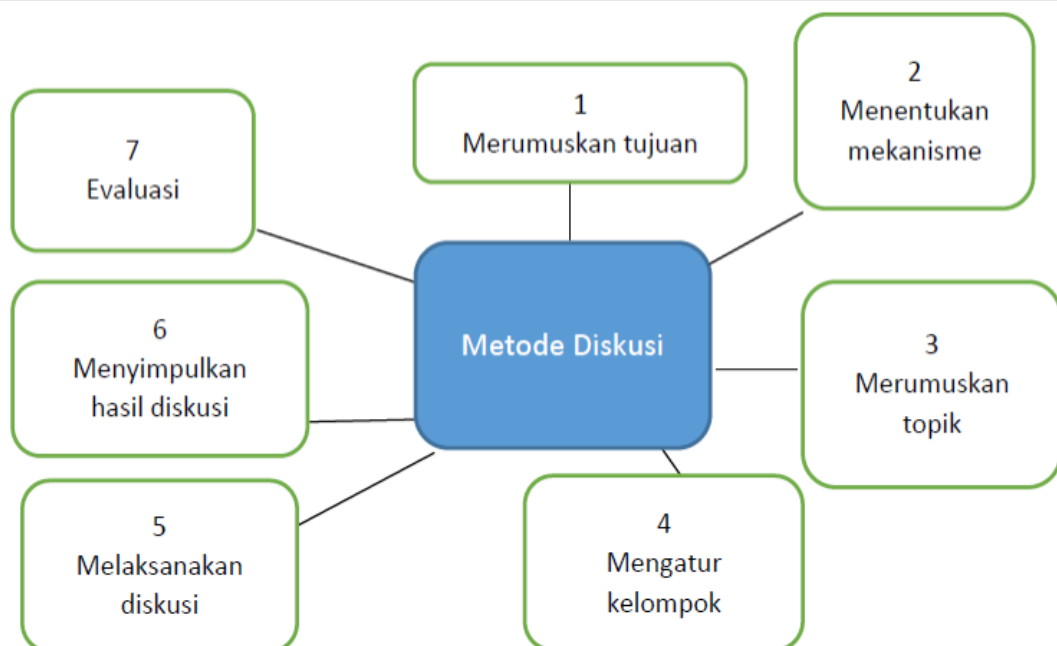 1
Merumuskan tujuan
2
Menentukan
mekanisme
3
Merumuskan
topik
4
Mengatur
kelompok
5
Melaksanakan
diskusi
6
Menyimpulkan
hasil diskusi
7
Evaluasi
Metode Diskusi